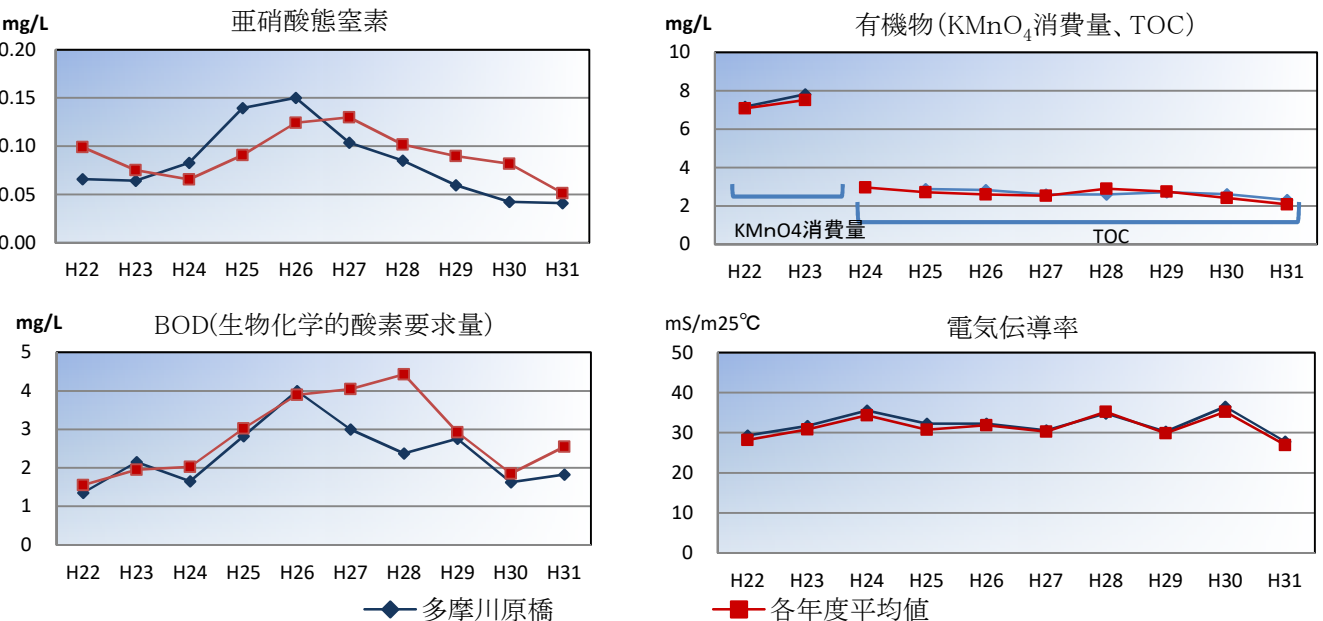 mg/L
亜硝酸態窒素
0.20
0.15
0.10
0.05
0.00
H22 H23 H24 H25 H26 H27 H28 H29 H30 H31
mg/L
有機物(KMnO₄消費量、TOC)
10
8
6
4
2
0
KMnO4消費量
TOC
H22 H23 H24 H25 H26 H27 H28 H29 H30 H31
mg/L
BOD(生物化学的酸素要求量)
5
4
3
2
1
0
H22 H23 H24 H25 H26 H27 H28 H29 H30 H31
mS/m25℃
電気伝導率
50
40
30
20
10
0
H22 H23 H24 H25 H26 H27 H28 H29 H30 H31
多摩川原橋
各年度平均値